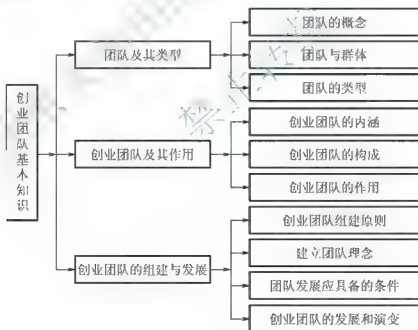 创业团队基本知识
团队及其类型
团队的概念
团队与群体
团队的类型
创业团队及其作用
创业团队的内涵
创业团队的构成
创业团队的作用
创业团队的组建与发展
创业团队组建原则
建立团队理念
团队发展应具备的条件
创业团队的发展和演变